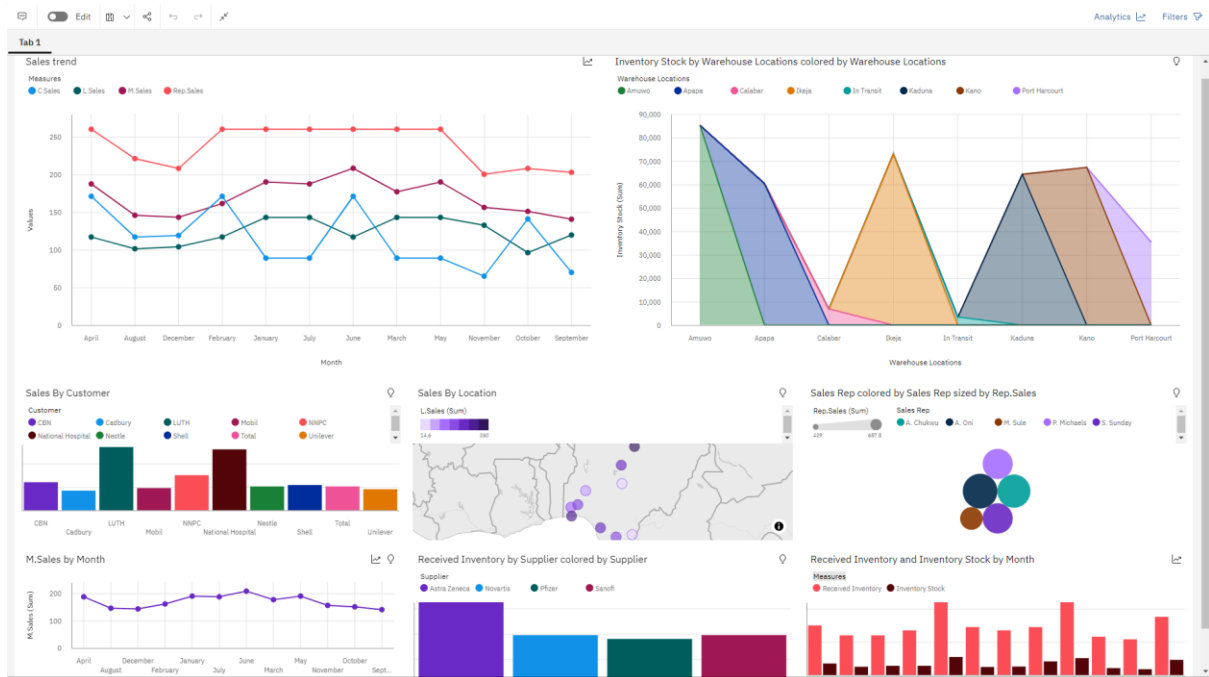 Edit
Analytics
Filters
Tab 1
Sales trend
Measures
C.Sales L.Sales M.Sales Rep.Sales
Values
250
200
150
100
50
0
April August December February January July June March May November October September
Month
Inventory Stock by Warehouse Locations colored by Warehouse Locations
Warehouse Locations
Amuwo Apapa Calabar Ikeja In Transit Kaduna Kano Port Harcourt
Inventory Stock (Sum)
90,000
80,000
70,000
60,000
50,000
40,000
30,000
20,000
10,000
0
Amuwo Apapa Calabar Ikeja In Transit Kaduna Kano Port Harcourt
Warehouse Locations
Sales By Customer
Customer
CBN Cadbury LUTH Mobil NNPC
National Hospital Nestle Shell Total Unilever
CBN LUTH NNPC Nestle Total
Cadbury Mobil National Hospital Shell Unilever
Sales By Location
L.Sales (Sum)
14.6 260
Sales Rep colored by Sales Rep sized by Rep.Sales
Rep.Sales (Sum)
439 687.8
Sales Rep
A. Chukwu A. Oni M. Sule P. Michaels S. Sunday
M.Sales by Month
M.Sales (Sum)
200
100
0
April December January June May October
August February July March November Sept...
Received Inventory by Supplier colored by Supplier
Supplier
Astra Zeneca Novartis Pfizer Sanofi
Received Inventory and Inventory Stock by Month
Measures
Received Inventory Inventory Stock